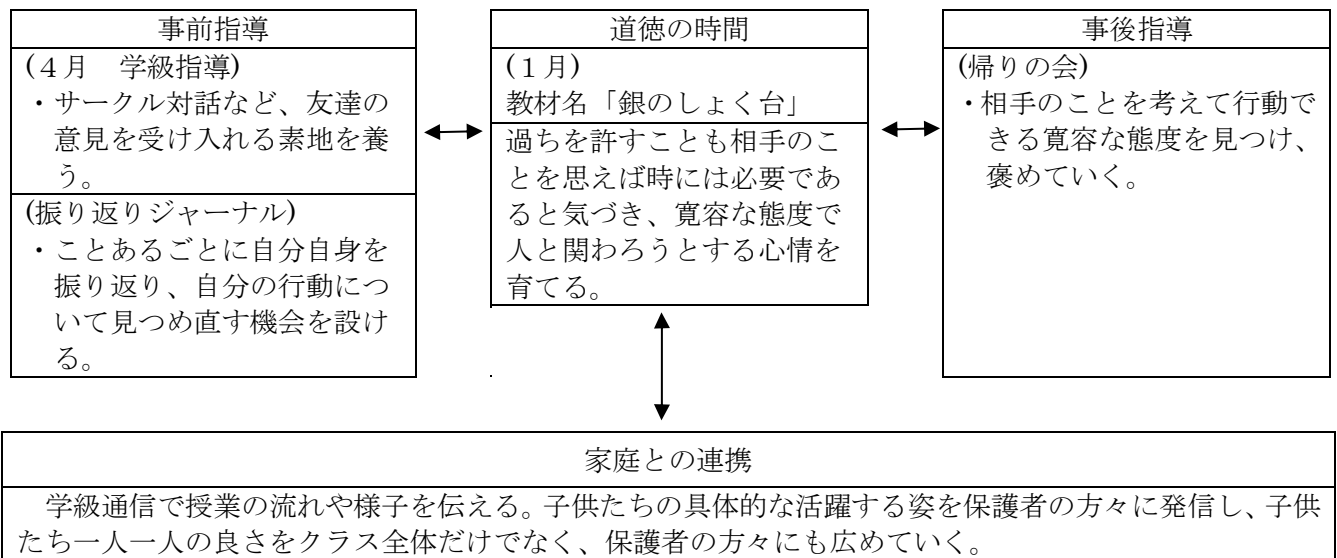 事前指導
(4月　学級指導)
・サークル対話など、友達の
意見を受け入れる素地を養
う。
(振り返りジャーナル)
・ことあるごとに自分自身を
振り返り、自分の行動につ
いて見つめ直す機会を設け
る。
道徳の時間
(1月)
教材名「銀のしょく台」
過ちを許すことも相手のこ
とを思えば時には必要であ
ると気づき、寛容な態度で
人と関わろうとする心情を
育てる。
事後指導
(帰りの会)
・相手のことを考えて行動で
きる寛容な態度を見つけ、
褒めていく。
家庭との連携
学級通信で授業の流れや様子を伝える。子供たちの具体的な活躍する姿を保護者の方々に発信し、子供
たち一人一人の良さをクラス全体だけでなく、保護者の方々にも広めていく。